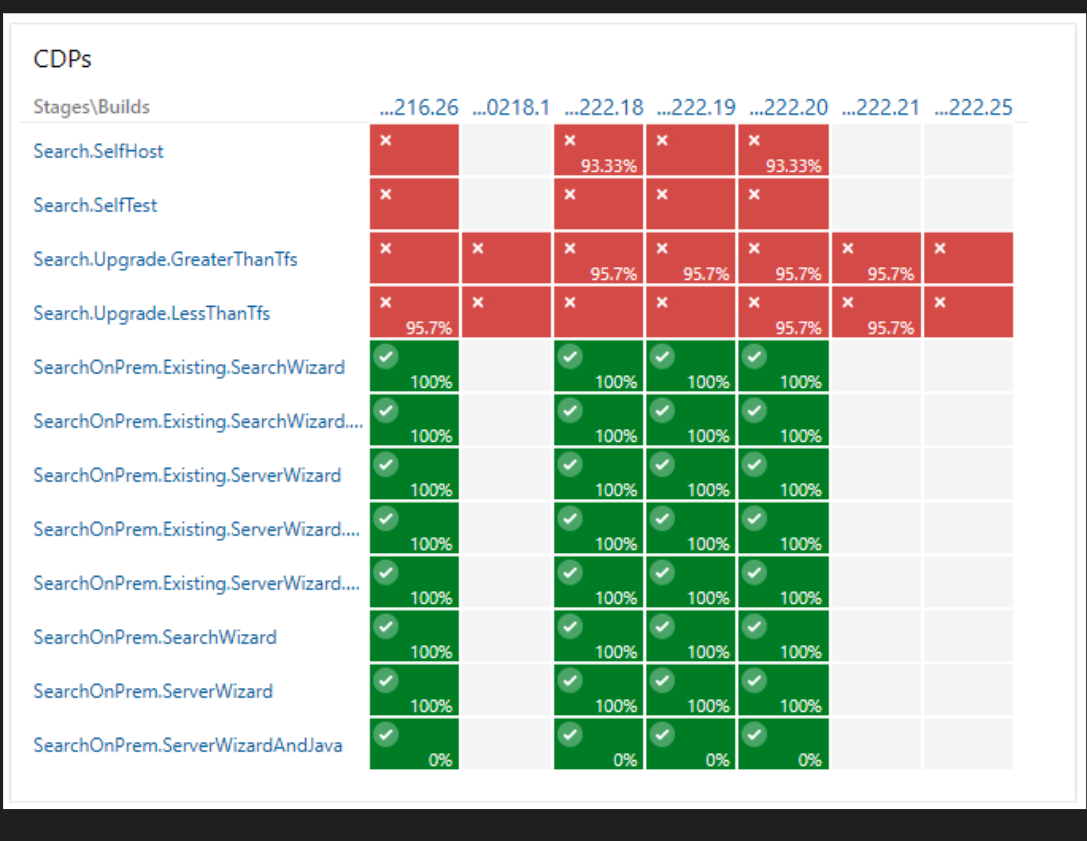 CDPs
Stages\Builds ...216.26 ...0218.1 ...222.18 ...222.19 ...222.20 ...222.21 ...222.25
Search.SelfHost 93.33% 93.33%
Search.SelfTest
Search.Upgrade.GreaterThanTfs 95.7% 95.7% 95.7% 95.7%
Search.Upgrade.LessThanTfs 95.7% 95.7% 95.7%
SearchOnPrem.Existing.SearchWizard 100% 100% 100% 100%
SearchOnPrem.Existing.SearchWizard.... 100% 100% 100% 100%
SearchOnPrem.Existing.ServerWizard 100% 100% 100% 100%
SearchOnPrem.Existing.ServerWizard.... 100% 100% 100% 100%
SearchOnPrem.Existing.ServerWizard.... 100% 100% 100% 100%
SearchOnPrem.SearchWizard 100% 100% 100% 100%
SearchOnPrem.ServerWizard 100% 100% 100% 100%
SearchOnPrem.ServerWizardAndJava 0% 0% 0% 0%